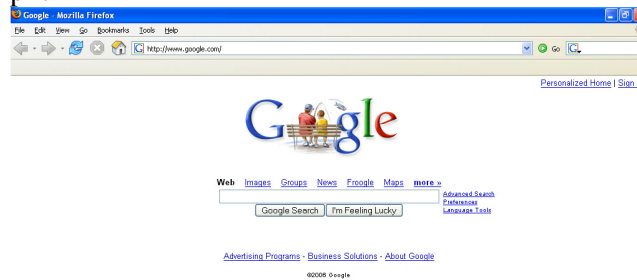 Google - Mozilla Firefox
File Edit View Go Bookmarks Tools Help
http://www.google.com/ Go
Personalized Home | Sign
Google
Web Images Groups News Froogle Maps more »
Advanced Search
Preferences
Language Tools
Google Search I'm Feeling Lucky
Advertising Programs - Business Solutions - About Google
©2006 Google